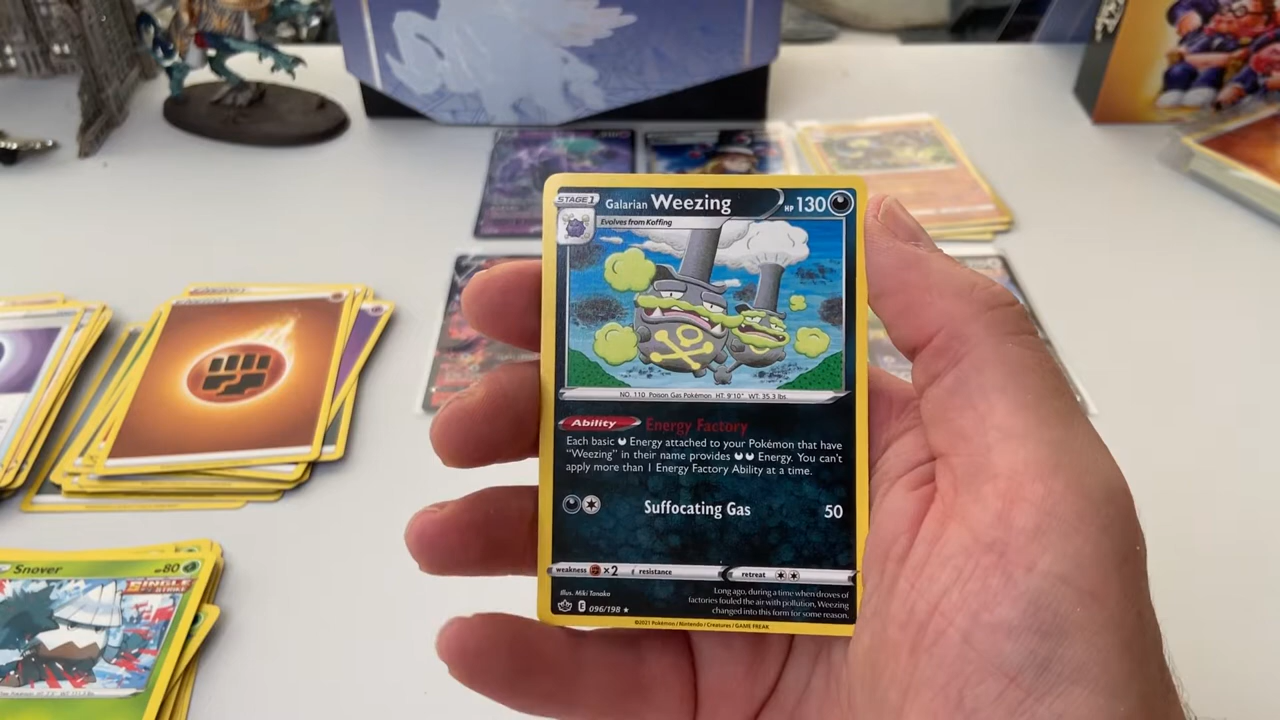 STAGE 1
Galarian Weezing
HP 130
Evolves from Koffing
NO. 110 Poison Gas Pokémon HT: 9'10" WT: 35.3 lbs.
Ability Energy Factory
Each basic Energy attached to your Pokémon that have
"Weezing" in their name provides Energy. You can't
apply more than 1 Energy Factory Ability at a time.
Suffocating Gas 50
weakness ×2 resistance retreat
Illus. Miki Tanaka
Long ago, during a time when droves of
factories fouled the air with pollution, Weezing
changed into this form for some reason.
E 096/198 ★
©2021 Pokémon / Nintendo / Creatures / GAME FREAK
Snover HP 80
SINGLE
STRIKE